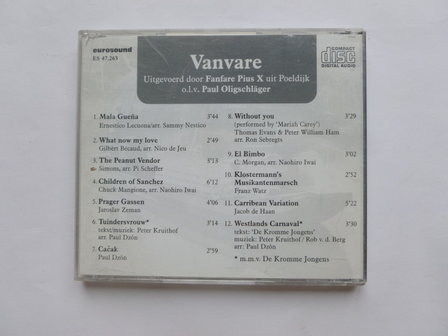 eurosound
ES 47.263
COMPACT
disc
DIGITAL AUDIO
Vanvare
Uitgevoerd door Fanfare Pius X uit Poeldijk
o.l.v. Paul Oligschläger
1. Mala Gueña 3'44
Ernestico Lecuona/arr. Sammy Nestico
2. What now my love 2'49
Gilbert Becaud, arr. Nico de Jeu
3. The Peanut Vendor 3'13
Simons, arr. Pi Scheffer
4. Children of Sanchez 6'12
Chuck Mangione, arr. Naohiro Iwai
5. Prager Gassen 4'06
Jaroslav Zeman
6. Tuindersvrouw* 3'14
tekst/muziek: Peter Kruithof
arr. Paul Dzôn
7. Cačak 2'59
Paul Dzôn
8. Without you 3'29
(performed by 'Mariah Carey')
Thomas Evans & Peter William Ham
arr. Ron Sebregts
9. El Bimbo 3'02
C. Morgan, arr. Naohiro Iwai
10. Klostermann's 2'52
Musikantenmarsch
Franz Watz
11. Carribean Variation 5'22
Jacob de Haan
12. Westlands Carnaval* 3'30
tekst: 'De Kromme Jongens'
muziek: Peter Kruithof / Rob v.d. Berg
arr. Paul Dzôn
* m.m.v. De Kromme Jongens